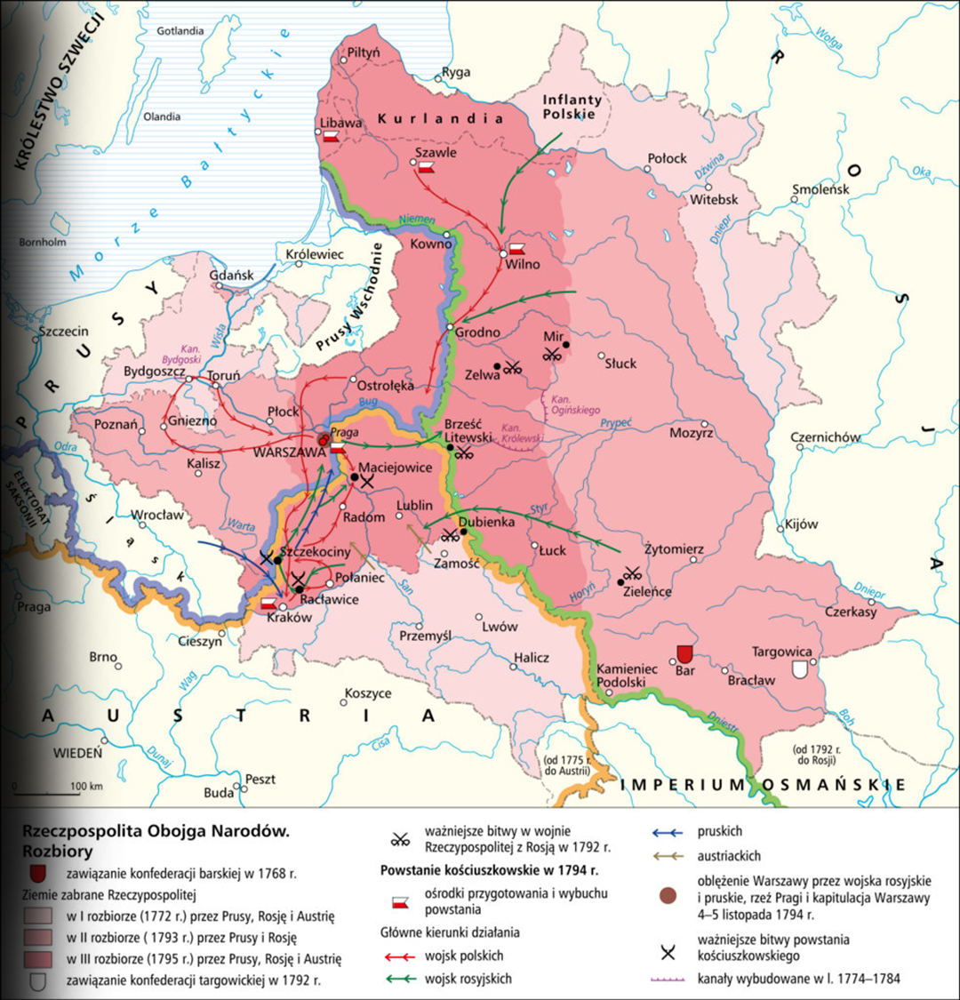 KRÓLESTWO SZWECJI
Gotlandia
Olandia
Bornholm
Morze Bałtyckie
Piltyń
Ryga
Kurlandia
Inflanty
Polskie
Libawa
Szawle
Połock
Dźwina
Witebsk
Smoleńsk
Wołga
Oka
Dniepr
ROSJA
Niemen
Kowno
Wilno
Królewiec
Gdańsk
Prusy Wschodnie
Szczecin
PRUSY
Wisła
Kan.
Bydgoski
Bydgoszcz
Toruń
Grodno
Mir
Zelwa
Słuck
Ostrołęka
Bug
Kan.
Ogińskiego
Poznań
Gniezno
Płock
Praga
WARSZAWA
Brześć
Litewski
Kan.
Królewski
Prypeć
Mozyrz
Czernichów
Odra
Kalisz
Maciejowice
ELEKTORAT
SAKSONII
Śląsk
Wrocław
Warta
Radom
Lublin
Dubienka
Styr
Kijów
Szczekociny
Zamość
Łuck
Żytomierz
Połaniec
Racławice
San
Horyń
Zieleńce
Dniepr
Praga
Kraków
Czerkasy
Cieszyn
Przemyśl
Lwów
Brno
Halicz
Kamieniec
Podolski
Bar
Bracław
Targowica
Wag
Koszyce
AUSTRIA
Boh
Dniestr
WIEDEŃ
Dunaj
Cisa
(od 1775 r.
do Austrii)
(od 1792 r.
do Rosji)
0 100 km
Buda
Peszt
IMPERIUM OSMAŃSKIE
Rzeczpospolita Obojga Narodów.
Rozbiory
zawiązanie konfederacji barskiej w 1768 r.
Ziemie zabrane Rzeczypospolitej
w I rozbiorze (1772 r.) przez Prusy, Rosję i Austrię
w II rozbiorze ( 1793 r.) przez Prusy i Rosję
w III rozbiorze (1795 r.) przez Prusy, Rosję i Austrię
zawiązanie konfederacji targowickiej w 1792 r.
ważniejsze bitwy w wojnie
Rzeczypospolitej z Rosją w 1792 r.
Powstanie kościuszkowskie w 1794 r.
ośrodki przygotowania i wybuchu
powstania
Główne kierunki działania
wojsk polskich
wojsk rosyjskich
pruskich
austriackich
oblężenie Warszawy przez wojska rosyjskie
i pruskie, rzeź Pragi i kapitulacja Warszawy
4–5 listopada 1794 r.
ważniejsze bitwy powstania
kościuszkowskiego
kanały wybudowane w l. 1774–1784